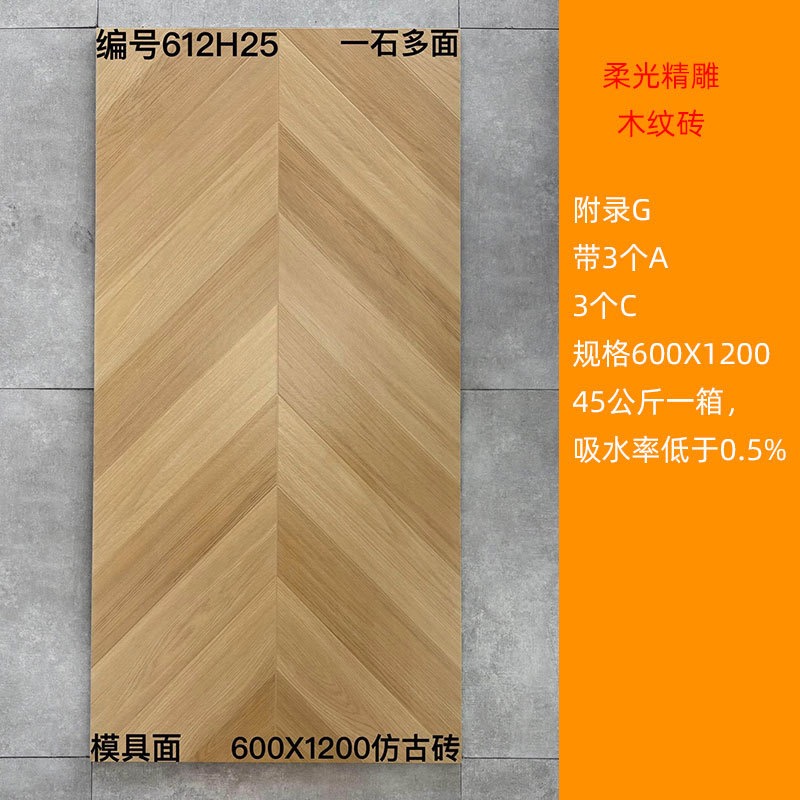 编号612H25 一石多面
模具面 600X1200仿古砖
柔光精雕
木纹砖
附录G
带3个A
3个C
规格600X1200
45公斤一箱，
吸水率低于0.5%